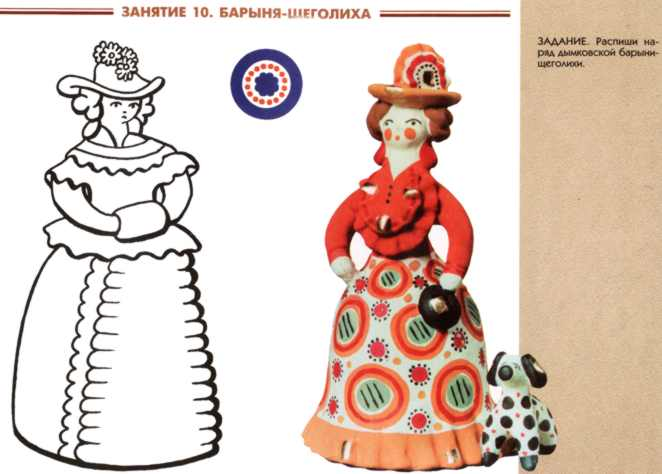 ЗАНЯТИЕ 10. БАРЫНЯ-ЩЕГОЛИХА
ЗАДАНИЕ. Распиши на-
ряд дымковской барыни-
щеголихи.